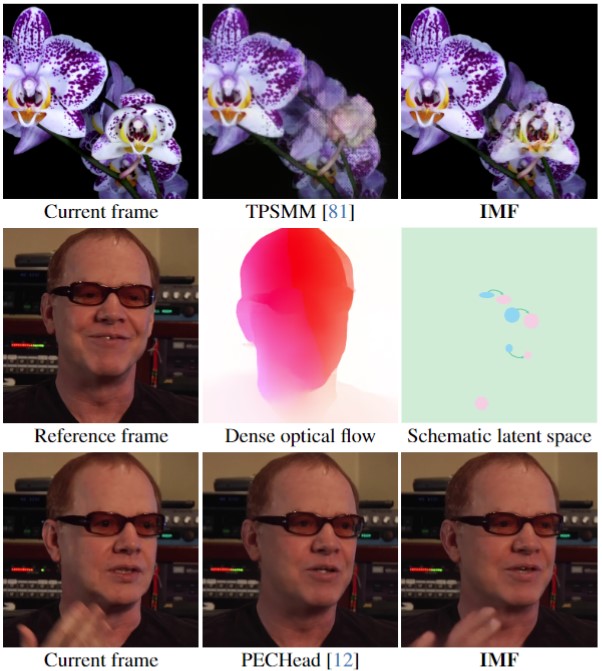 Current frame
TPSMM [81]
IMF
Reference frame
Dense optical flow
Schematic latent space
Current frame
PECHead [12]
IMF